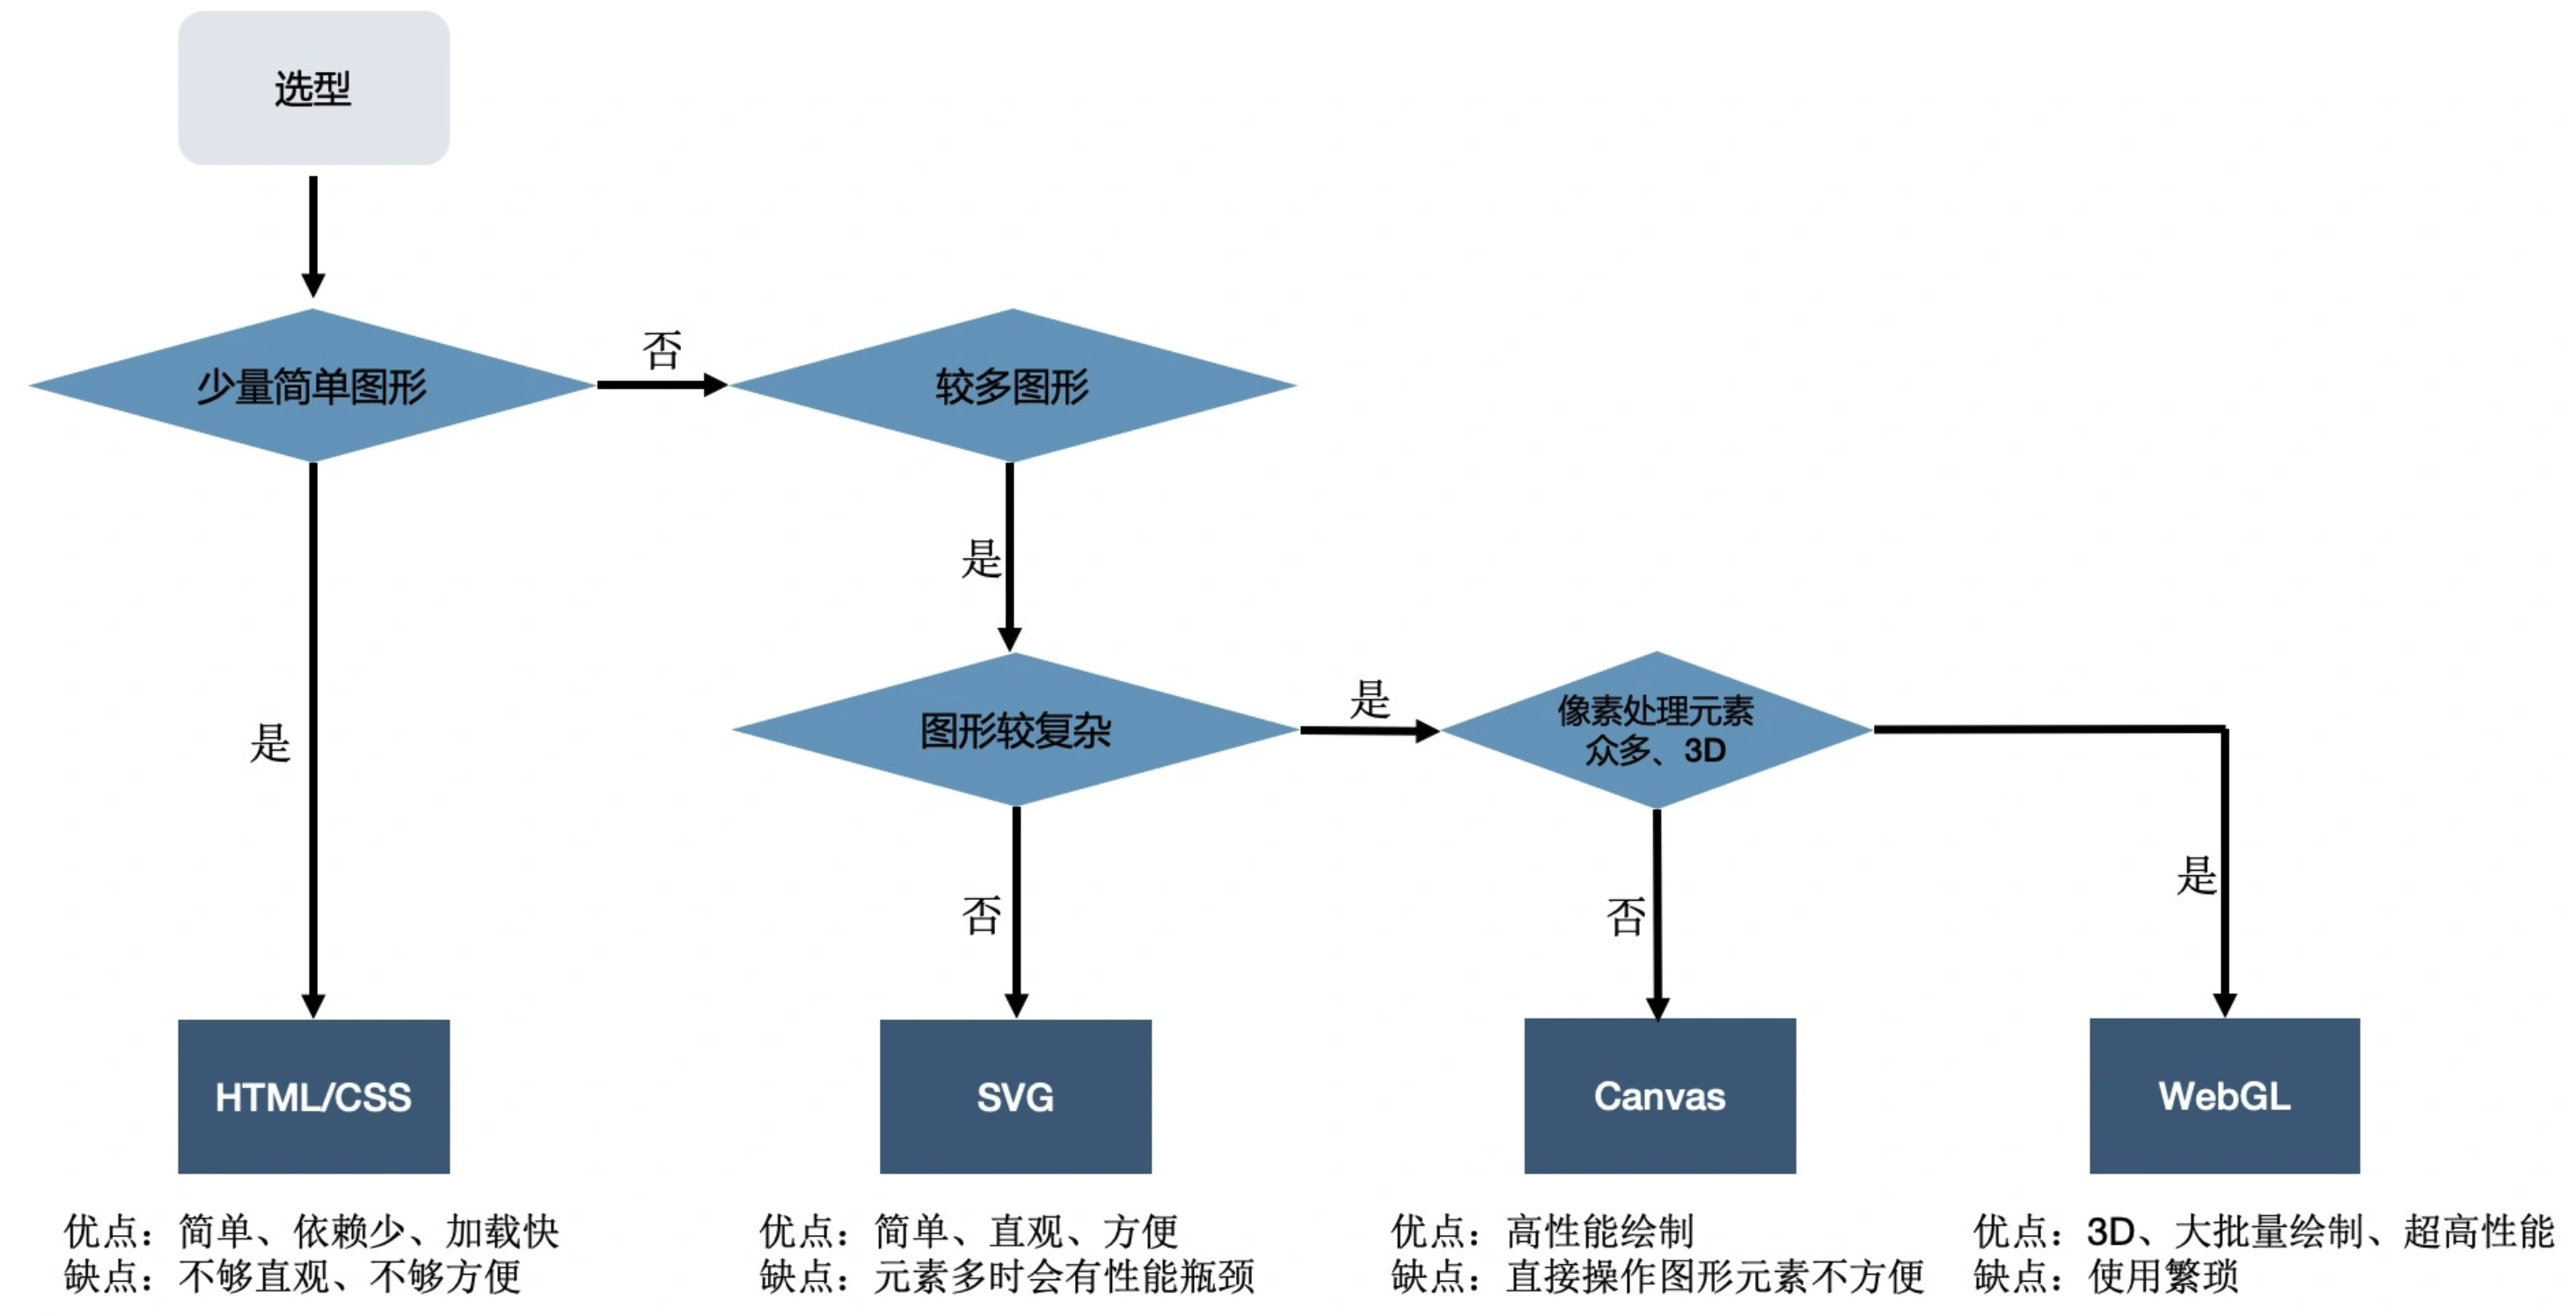 选型
少量简单图形
否
较多图形
是
是
图形较复杂
是
像素处理元素
众多、3D
否
否
是
HTML/CSS
SVG
Canvas
WebGL
优点：简单、依赖少、加载快
缺点：不够直观、不够方便
优点：简单、直观、方便
缺点：元素多时会有性能瓶颈
优点：高性能绘制
缺点：直接操作图形元素不方便
优点：3D、大批量绘制、超高性能
缺点：使用繁琐